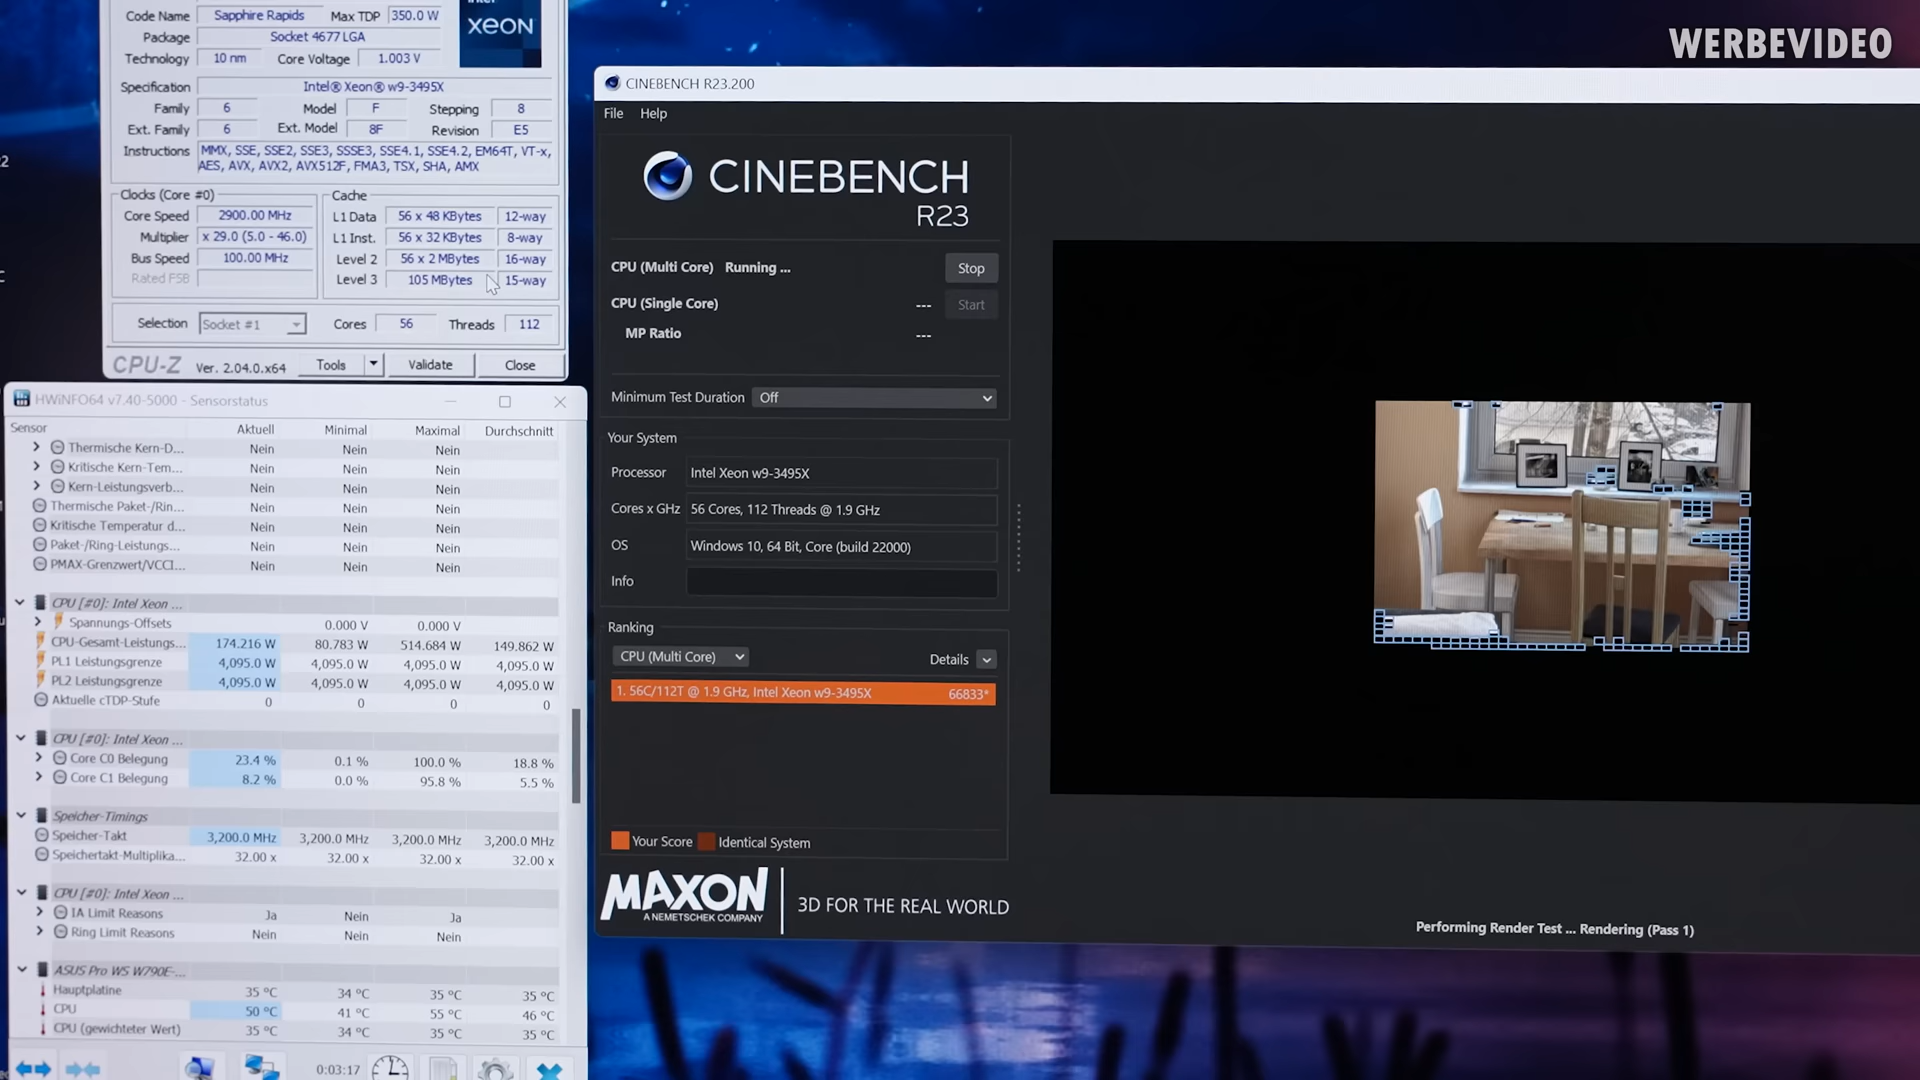 WERBEVIDEO
Code Name Sapphire Rapids Max TDP 350.0 W
intel
XEON
Package Socket 4677 LGA
Technology 10 nm Core Voltage 1.003 V
Specification Intel® Xeon® w9-3495X
Family 6 Model F Stepping 8
Ext. Family 6 Ext. Model 8F Revision E5
Instructions MMX, SSE, SSE2, SSE3, SSSE3, SSE4.1, SSE4.2, EM64T, VT-x,
AES, AVX, AVX2, AVX512F, FMA3, TSX, SHA, AMX
Clocks (Core #0) Cache
Core Speed 2900.00 MHz L1 Data 56 x 48 KBytes 12-way
Multiplier x 29.0 (5.0 - 46.0) L1 Inst. 56 x 32 KBytes 8-way
Bus Speed 100.00 MHz Level 2 56 x 2 MBytes 16-way
Rated FSB Level 3 105 MBytes 15-way
Selection Socket #1 Cores 56 Threads 112
CPU-Z Ver. 2.04.0.x64 Tools Validate Close
HWiNFO64 v7.40-5000 - Sensorstatus
Sensor Aktuell Minimal Maximal Durchschnitt
Thermische Kern-D... Nein Nein Nein
Kritische Kern-Tem... Nein Nein Nein
Kern-Leistungsverb... Nein Nein Nein
Thermische Paket-/Rin... Nein Nein Nein
Kritische Temperatur d... Nein Nein Nein
Paket-/Ring-Leistungs... Nein Nein Nein
PMAX-Grenzwert/VCCI... Nein Nein Nein
CPU [#0]: Intel Xeon ...
Spannungs-Offsets 0.000 V 0.000 V
CPU-Gesamt-Leistungs... 174.216 W 80.783 W 514.684 W 149.862 W
PL1 Leistungsgrenze 4,095.0 W 4,095.0 W 4,095.0 W 4,095.0 W
PL2 Leistungsgrenze 4,095.0 W 4,095.0 W 4,095.0 W 4,095.0 W
Aktuelle cTDP-Stufe 0 0 0 0
CPU [#0]: Intel Xeon ...
Core C0 Belegung 23.4 % 0.1 % 100.0 % 18.8 %
Core C1 Belegung 8.2 % 0.0 % 95.8 % 5.5 %
Speicher-Timings
Speicher-Takt 3,200.0 MHz 3,200.0 MHz 3,200.0 MHz 3,200.0 MHz
Speichertakt-Multiplika... 32.00 x 32.00 x 32.00 x 32.00 x
CPU [#0]: Intel Xeon ...
IA Limit Reasons Ja Nein Ja
Ring Limit Reasons Nein Nein Nein
ASUS Pro WS W790E-...
Hauptplatine 35 °C 34 °C 35 °C 35 °C
CPU 50 °C 41 °C 55 °C 46 °C
CPU (gewichteter Wert) 35 °C 34 °C 35 °C 35 °C
0:03:17
CINEBENCH R23.200
File Help
CINEBENCH
R23
CPU (Multi Core) Running ... Stop
CPU (Single Core) --- Start
MP Ratio ---
Minimum Test Duration Off
Your System
Processor Intel Xeon w9-3495X
Cores x GHz 56 Cores, 112 Threads @ 1.9 GHz
OS Windows 10, 64 Bit, Core (build 22000)
Info
Ranking
CPU (Multi Core) Details
1. 56C/112T @ 1.9 GHz, Intel Xeon w9-3495X 66833*
Your Score Identical System
MAXON
A NEMETSCHEK COMPANY
3D FOR THE REAL WORLD
Performing Render Test ... Rendering (Pass 1)